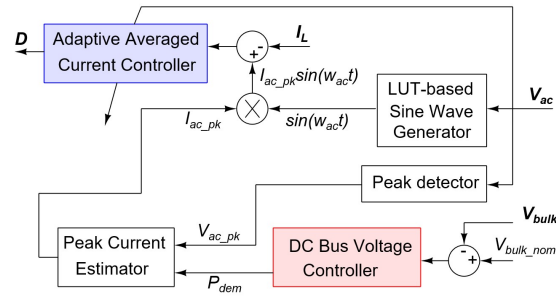 D
Adaptive Averaged
Current Controller
+
-
I_L
I_ac_pk sin(w_ac t)
LUT-based
Sine Wave
Generator
V_ac
I_ac_pk
sin(w_ac t)
Peak detector
V_ac_pk
Peak Current
Estimator
P_dem
DC Bus Voltage
Controller
V_bulk
-
+
V_bulk_nom